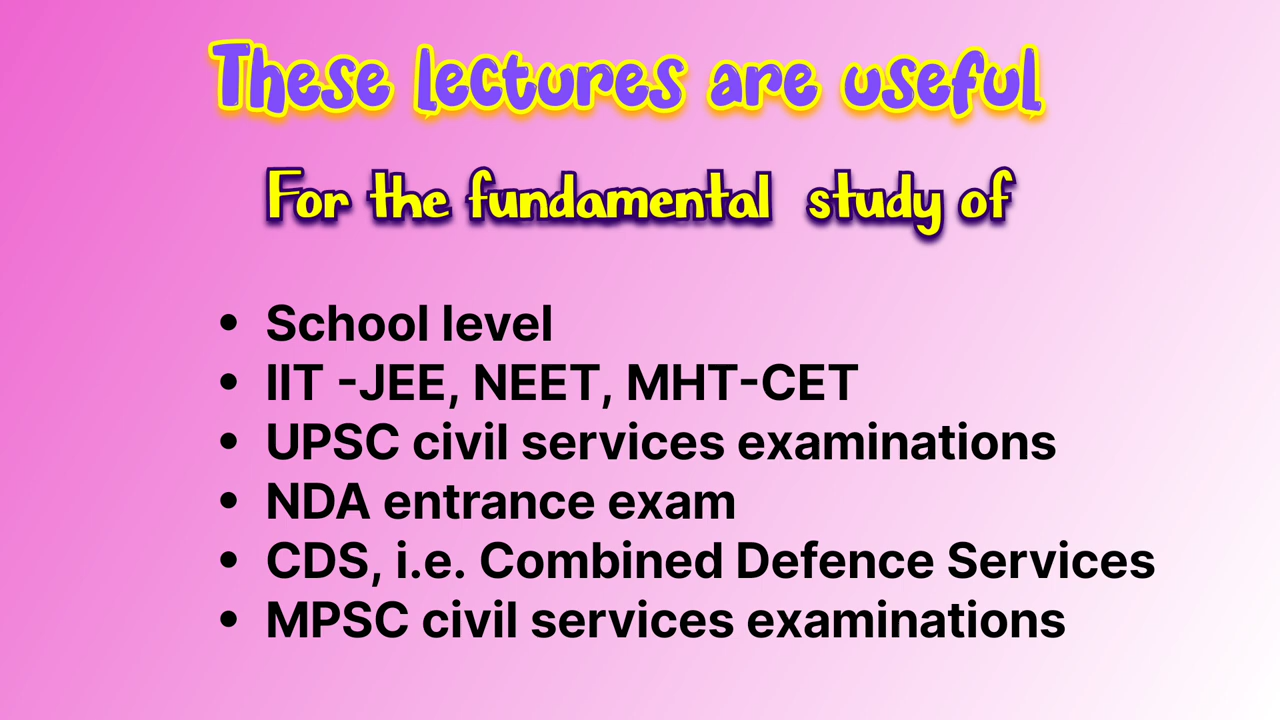 These lectures are useful
For the fundamental study of
• School level
• IIT -JEE, NEET, MHT-CET
• UPSC civil services examinations
• NDA entrance exam
• CDS, i.e. Combined Defence Services
• MPSC civil services examinations